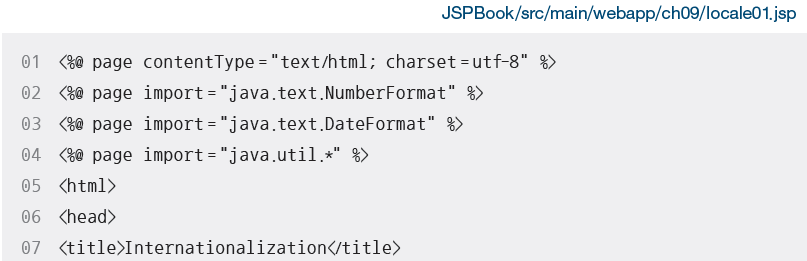 JSPBook/src/main/webapp/ch09/locale01.jsp
01 <%@ page contentType="text/html; charset=utf-8" %>
02 <%@ page import="java.text.NumberFormat" %>
03 <%@ page import="java.text.DateFormat" %>
04 <%@ page import="java.util.*" %>
05 <html>
06 <head>
07 <title>Internationalization</title>